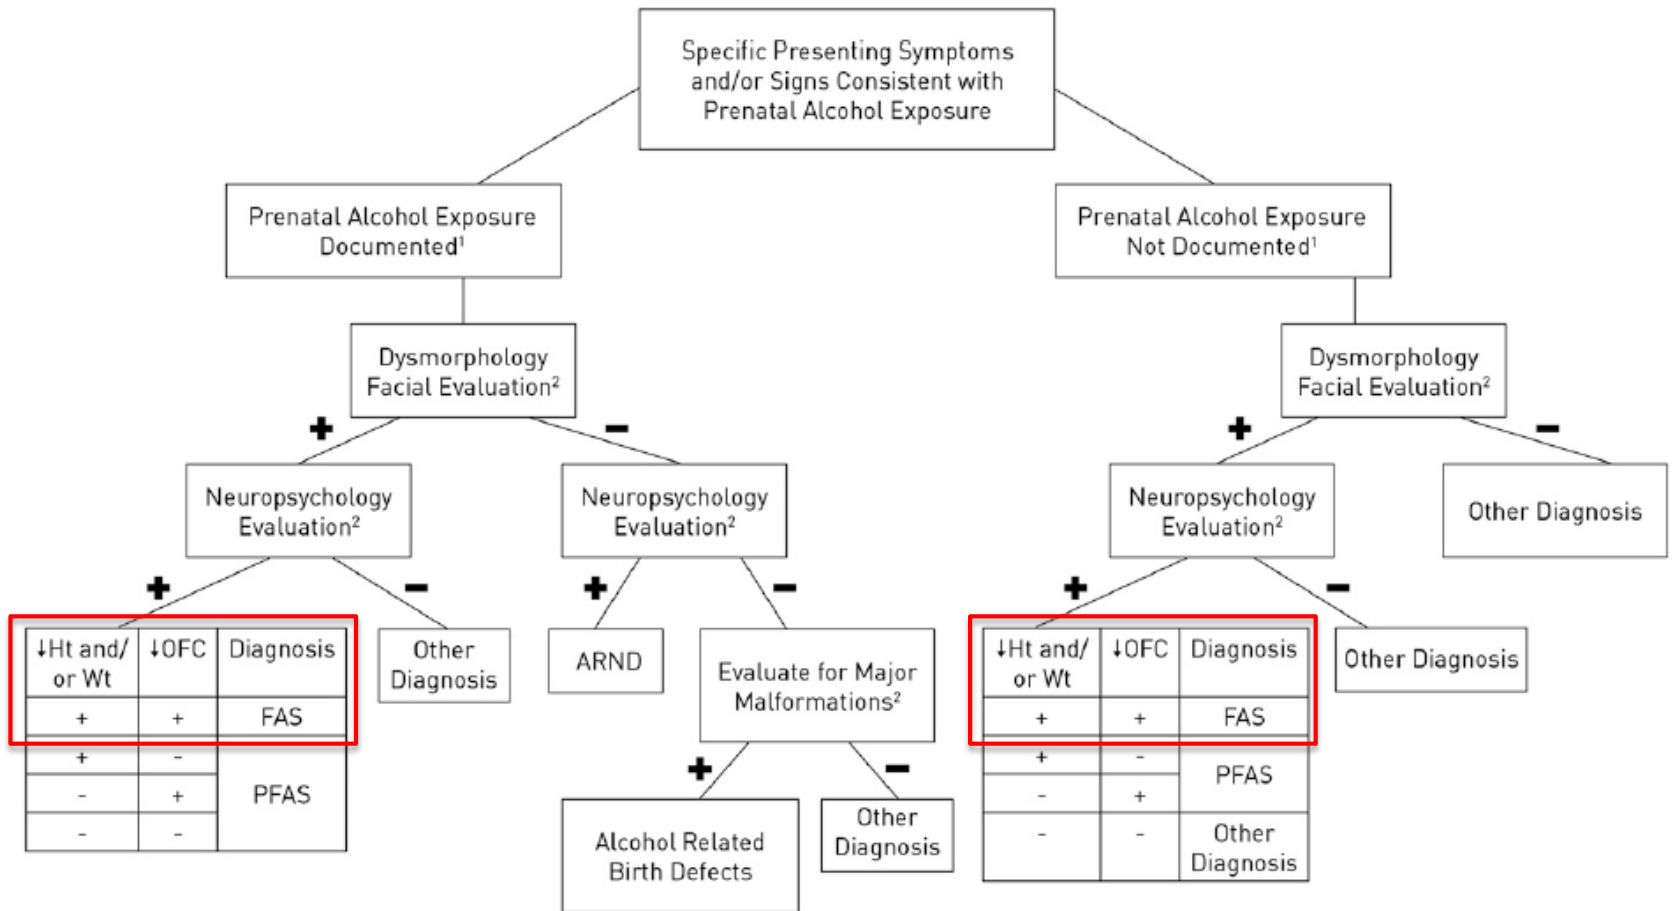 Specific Presenting Symptoms
and/or Signs Consistent with
Prenatal Alcohol Exposure
Prenatal Alcohol Exposure
Documented¹
Prenatal Alcohol Exposure
Not Documented¹
Dysmorphology
Facial Evaluation²
Dysmorphology
Facial Evaluation²
+
−
+
−
Neuropsychology
Evaluation²
Neuropsychology
Evaluation²
Neuropsychology
Evaluation²
Other Diagnosis
+
−
+
−
+
−
↓Ht and/
or Wt
↓OFC
Diagnosis
+ + FAS
+ -
- +
PFAS
- -
Other
Diagnosis
ARND
Evaluate for Major
Malformations²
+
−
Alcohol Related
Birth Defects
Other
Diagnosis
↓Ht and/
or Wt
↓OFC
Diagnosis
+ + FAS
+ -
PFAS
- +
- - Other
Diagnosis
Other Diagnosis